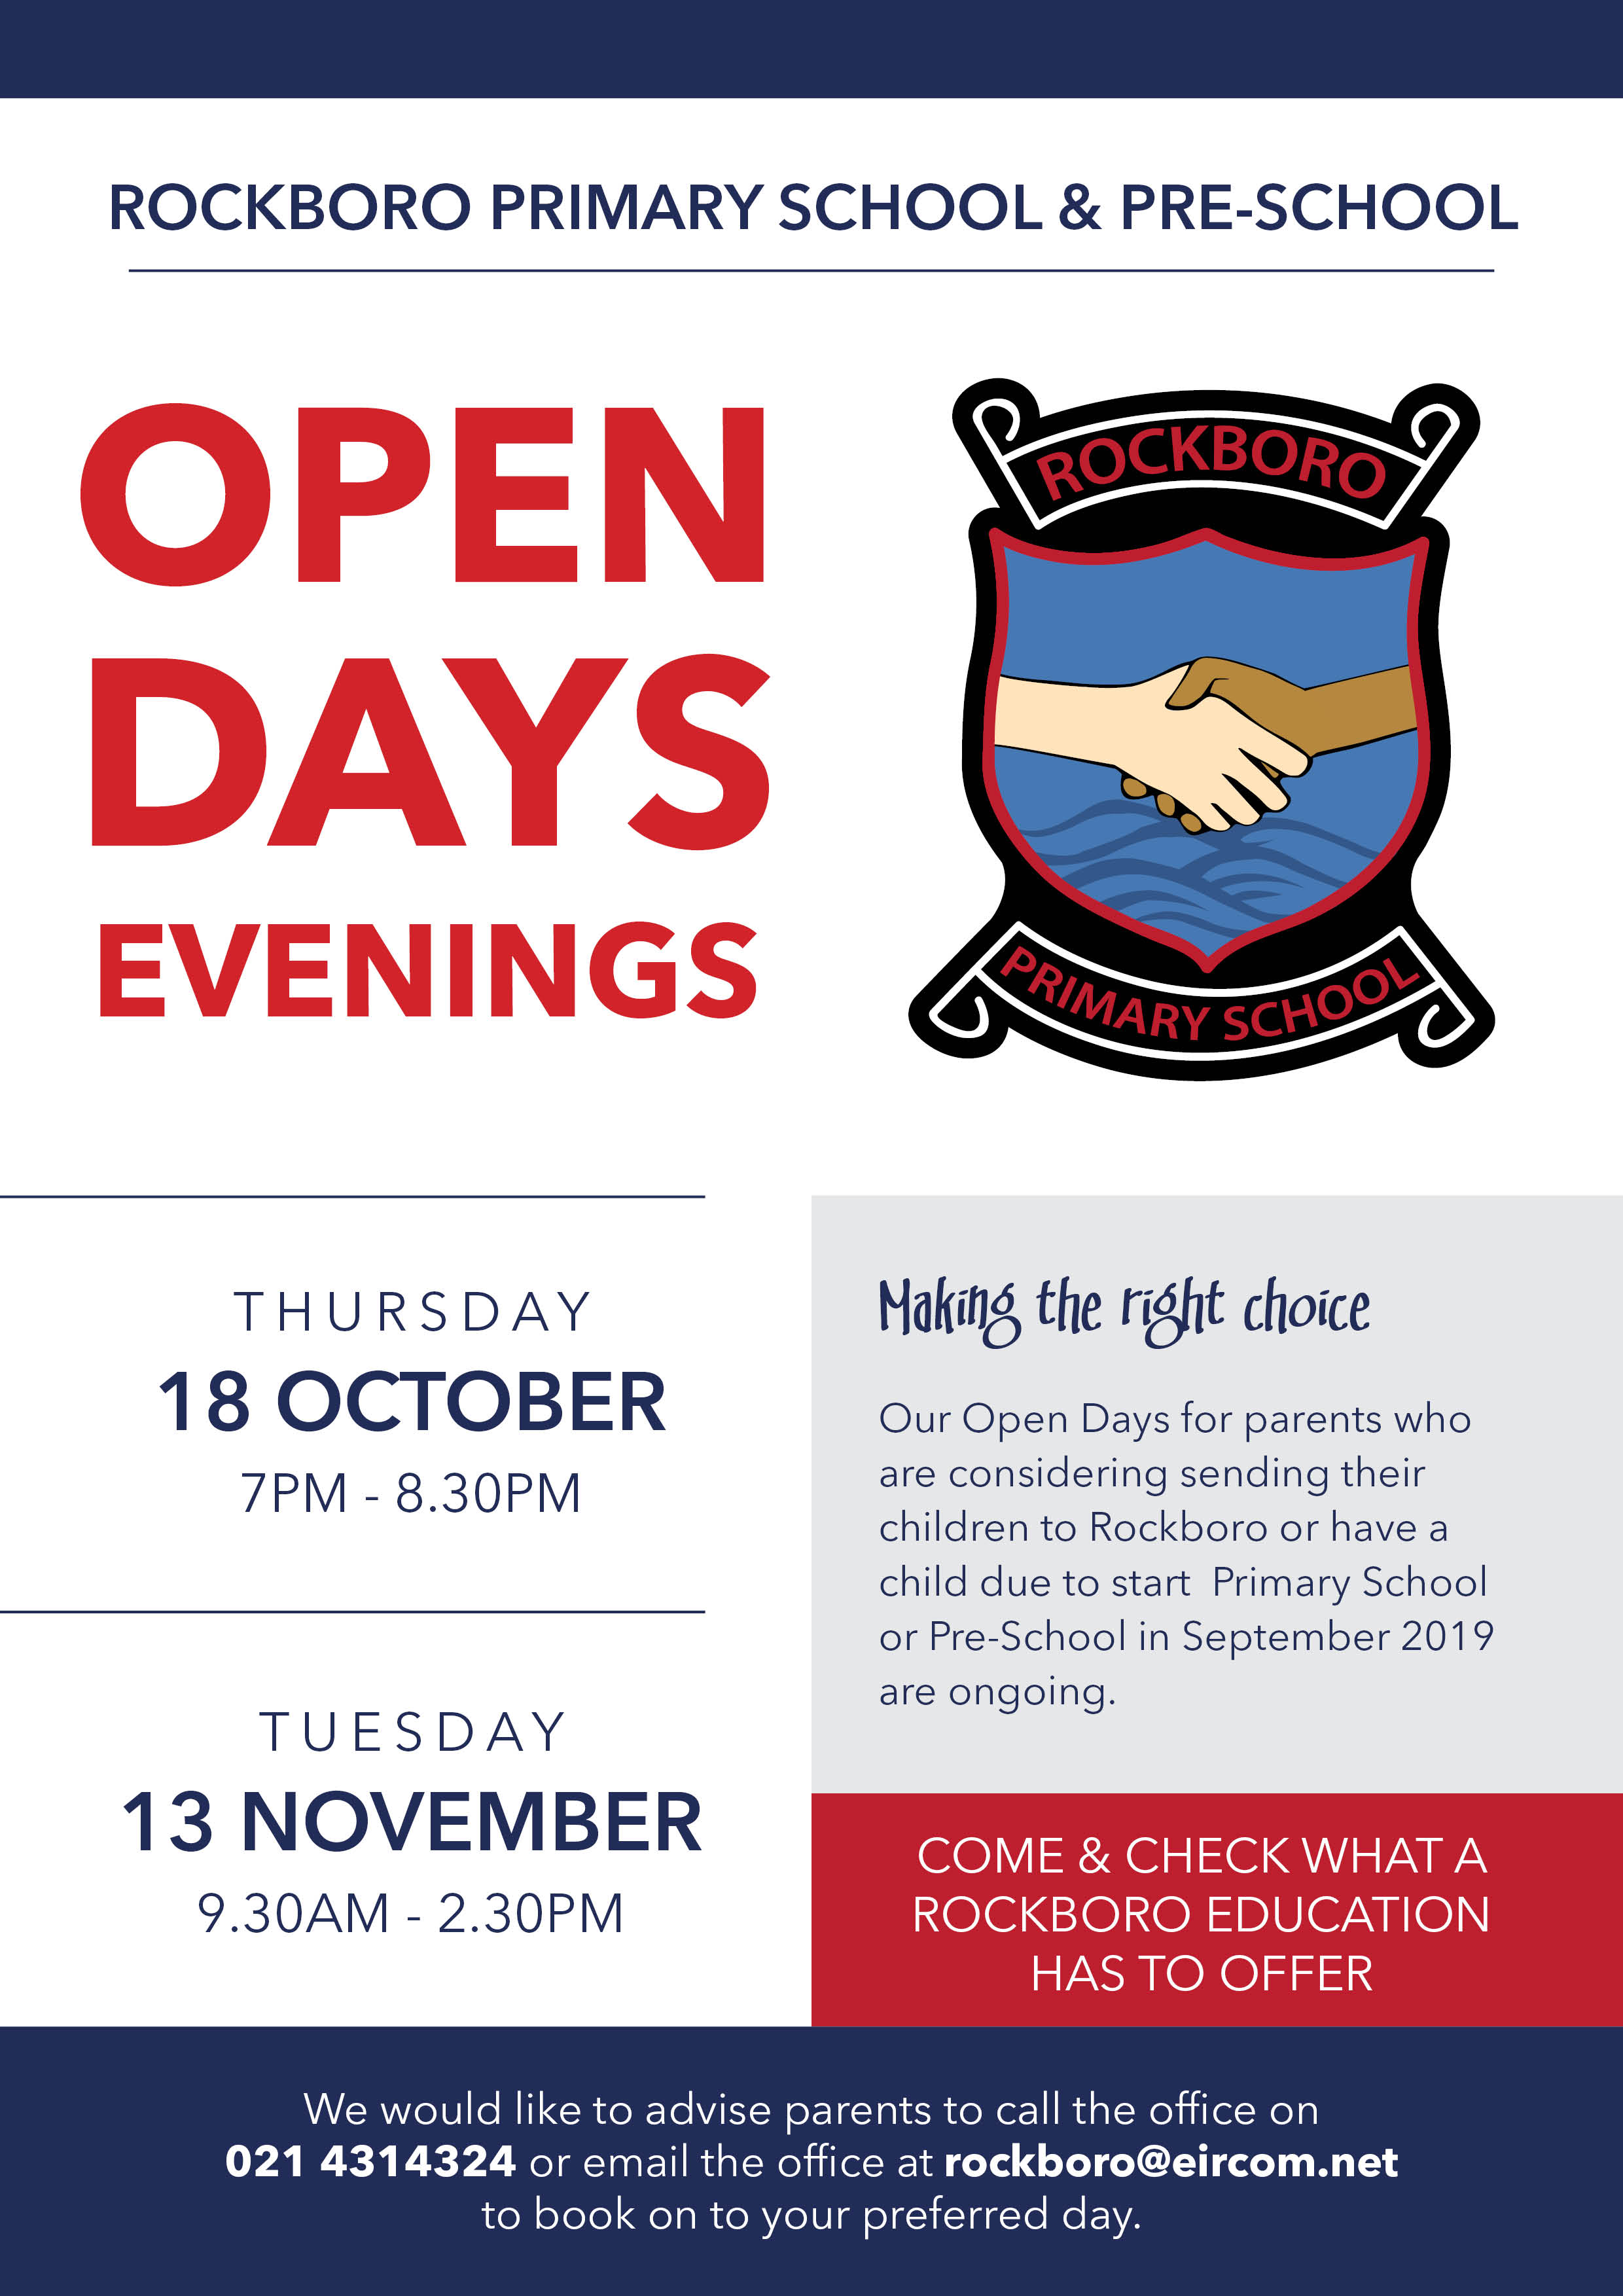 ROCKBORO PRIMARY SCHOOL & PRE-SCHOOL
OPEN
DAYS
EVENINGS
ROCKBORO
PRIMARY SCHOOL
THURSDAY
18 OCTOBER
7PM - 8.30PM
TUESDAY
13 NOVEMBER
9.30AM - 2.30PM
Making the right choice
Our Open Days for parents who
are considering sending their
children to Rockboro or have a
child due to start Primary School
or Pre-School in September 2019
are ongoing.
COME & CHECK WHAT A
ROCKBORO EDUCATION
HAS TO OFFER
We would like to advise parents to call the office on
021 4314324 or email the office at rockboro@eircom.net
to book on to your preferred day.